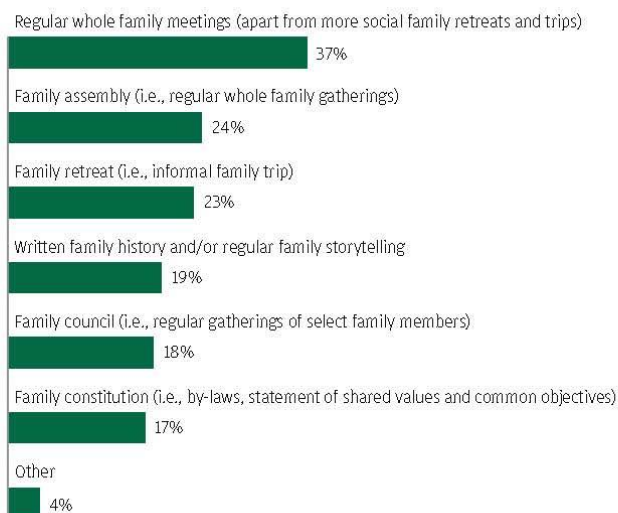 Regular whole family meetings (apart from more social family retreats and trips)
37%
Family assembly (i.e., regular whole family gatherings)
24%
Family retreat (i.e., informal family trip)
23%
Written family history and/or regular family storytelling
19%
Family council (i.e., regular gatherings of select family members)
18%
Family constitution (i.e., by-laws, statement of shared values and common objectives)
17%
Other
4%